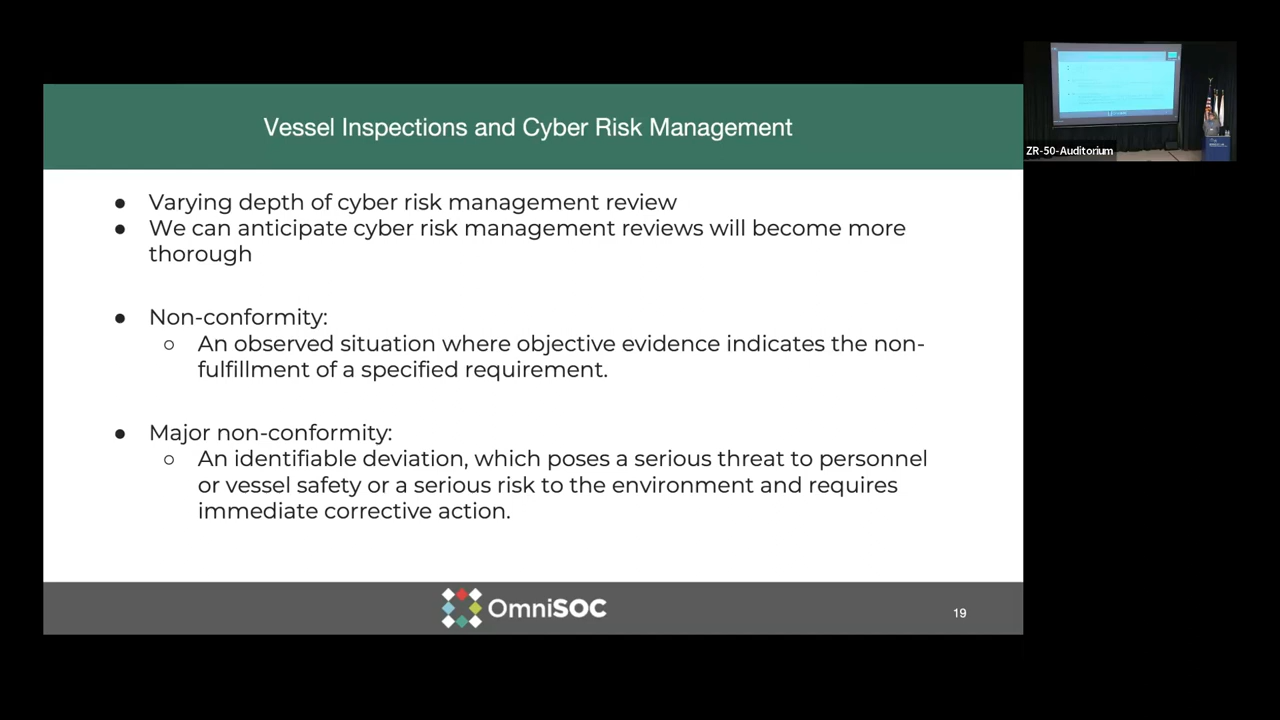 Vessel Inspections and Cyber Risk Management
● Varying depth of cyber risk management review
● We can anticipate cyber risk management reviews will become more
thorough
● Non-conformity:
○ An observed situation where objective evidence indicates the non-
fulfillment of a specified requirement.
● Major non-conformity:
○ An identifiable deviation, which poses a serious threat to personnel
or vessel safety or a serious risk to the environment and requires
immediate corrective action.
OmniSOC
19
ZR-50-Auditorium